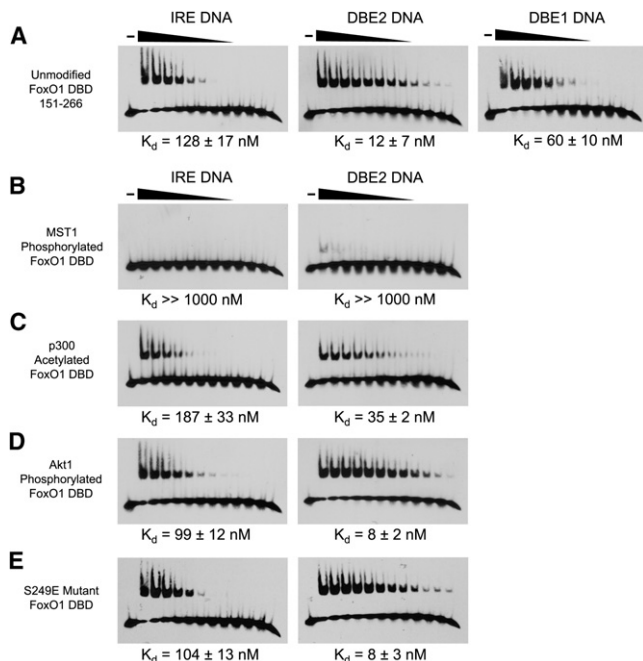 IRE DNA
DBE2 DNA
DBE1 DNA
A
–
–
–
Unmodified
FoxO1 DBD
151-266
Kd = 128 ± 17 nM
Kd = 12 ± 7 nM
Kd = 60 ± 10 nM
B
IRE DNA
DBE2 DNA
–
–
MST1
Phosphorylated
FoxO1 DBD
Kd >> 1000 nM
Kd >> 1000 nM
C
p300
Acetylated
FoxO1 DBD
Kd = 187 ± 33 nM
Kd = 35 ± 2 nM
D
Akt1
Phosphorylated
FoxO1 DBD
Kd = 99 ± 12 nM
Kd = 8 ± 2 nM
E
S249E Mutant
FoxO1 DBD
Kd = 104 ± 13 nM
Kd = 8 ± 3 nM